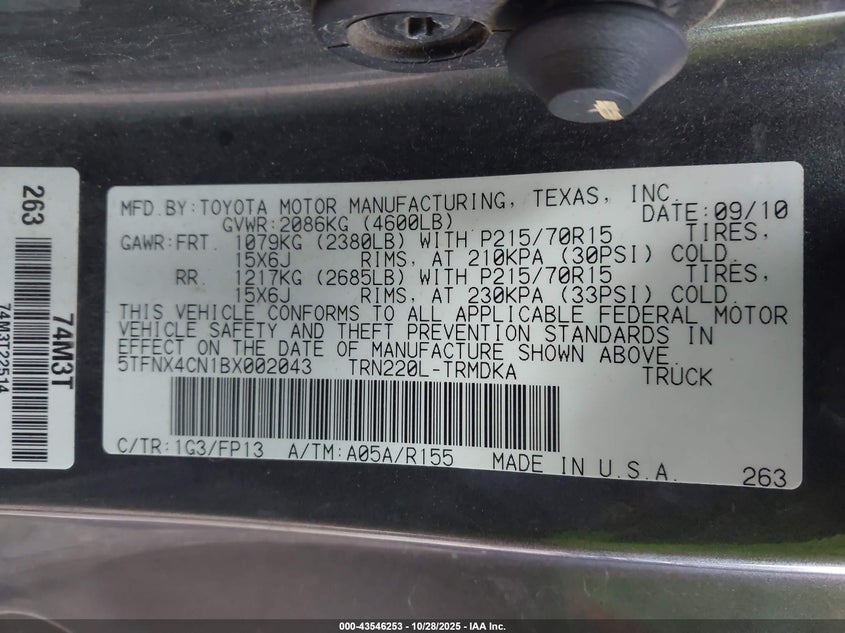 MFD.BY:TOYOTA MOTOR MANUFACTURING, TEXAS, INC.
GVWR:2086KG (4600LB) DATE:09/10
GAWR:FRT. 1079KG (2380LB) WITH P215/70R15 TIRES,
15X6J RIMS, AT 210KPA (30PSI) COLD.
RR 1217KG (2685LB) WITH P215/70R15 TIRES,
15X6J RIMS, AT 230KPA (33PSI) COLD.
THIS VEHICLE CONFORMS TO ALL APPLICABLE FEDERAL MOTOR
VEHICLE SAFETY AND THEFT PREVENTION STANDARDS IN
EFFECT ON THE DATE OF MANUFACTURE SHOWN ABOVE.
5TFNX4CN1BX002043 TRN220L-TRMDKA TRUCK
C/TR:1G3/FP13 A/TM:A05A/R155 MADE IN U.S.A.
263
263
74M3T
74M3T22514
000-43546253 | 10/28/2025 - IAA Inc.